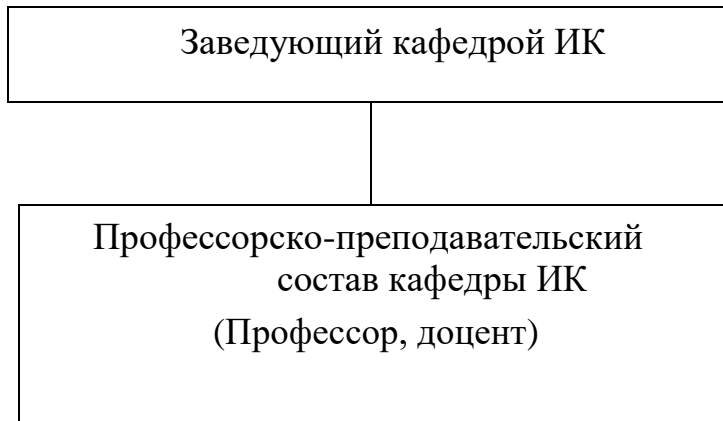 Заведующий кафедрой ИК
Профессорско-преподавательский
состав кафедры ИК
(Профессор, доцент)